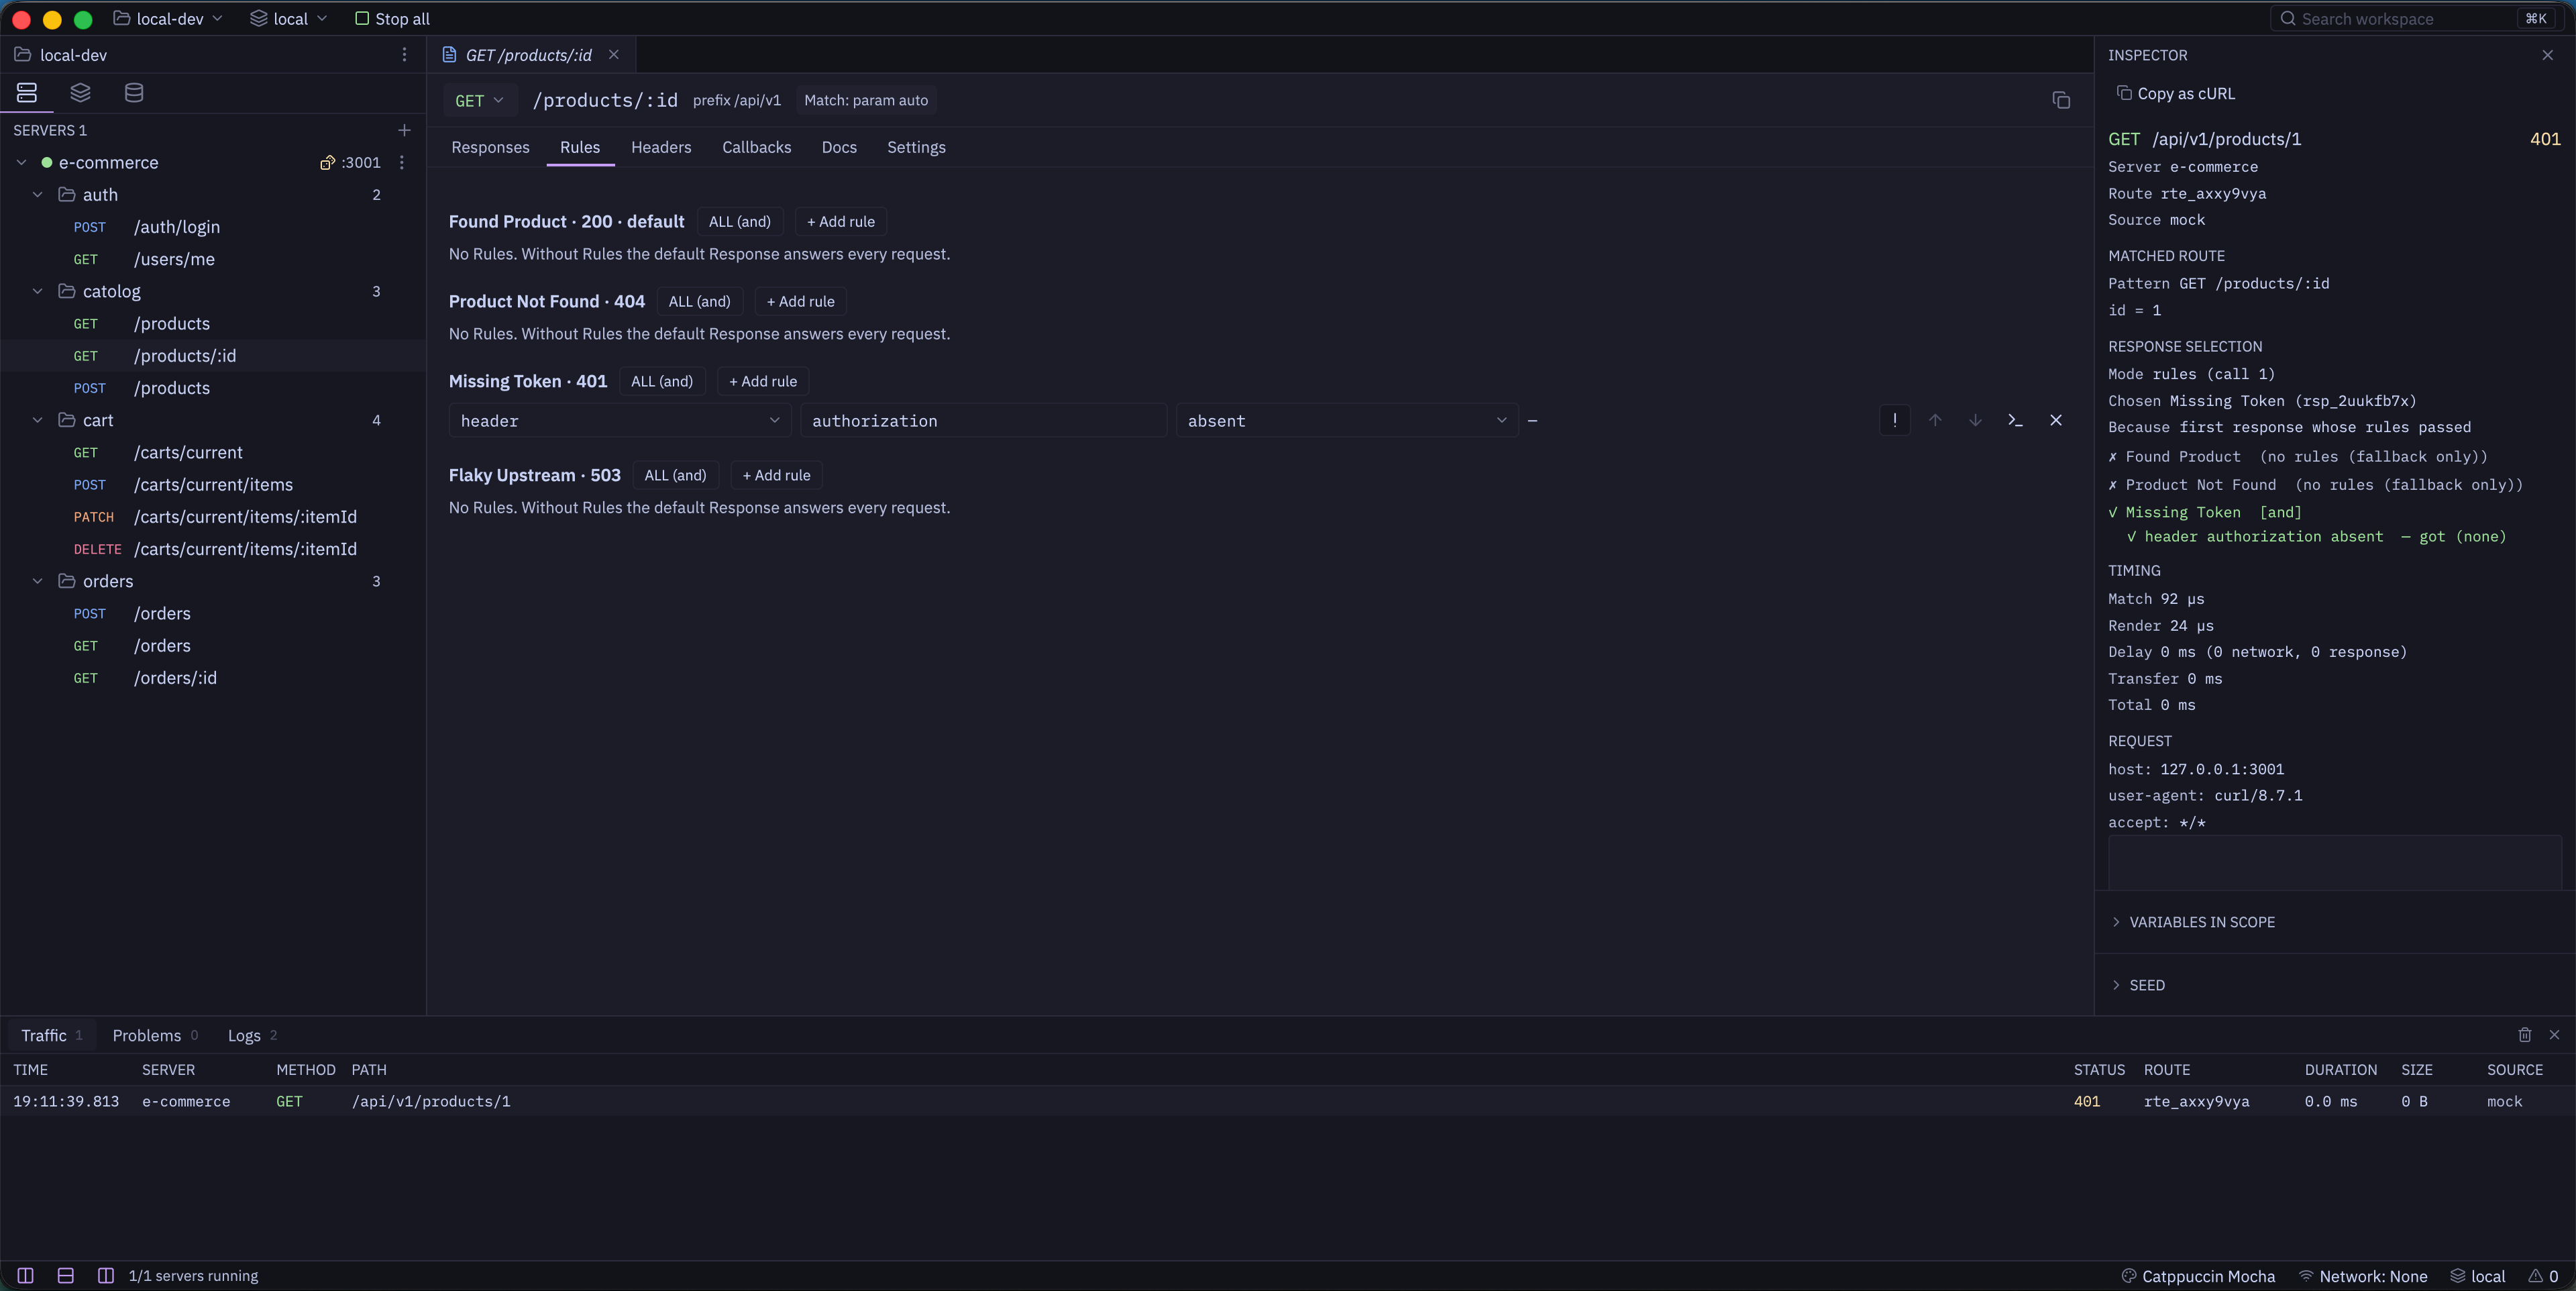 local-dev local Stop all Search workspace ⌘K
local-dev
SERVERS 1
e-commerce :3001
auth 2
POST /auth/login
GET /users/me
catolog 3
GET /products
GET /products/:id
POST /products
cart 4
GET /carts/current
POST /carts/current/items
PATCH /carts/current/items/:itemId
DELETE /carts/current/items/:itemId
orders 3
POST /orders
GET /orders
GET /orders/:id
GET /products/:id
GET /products/:id prefix /api/v1 Match: param auto
Responses Rules Headers Callbacks Docs Settings
Found Product · 200 · default ALL (and) + Add rule
No Rules. Without Rules the default Response answers every request.
Product Not Found · 404 ALL (and) + Add rule
No Rules. Without Rules the default Response answers every request.
Missing Token · 401 ALL (and) + Add rule
header authorization absent – !
Flaky Upstream · 503 ALL (and) + Add rule
No Rules. Without Rules the default Response answers every request.
INSPECTOR
Copy as cURL
GET /api/v1/products/1 401
Server e-commerce
Route rte_axxy9vya
Source mock
MATCHED ROUTE
Pattern GET /products/:id
id = 1
RESPONSE SELECTION
Mode rules (call 1)
Chosen Missing Token (rsp_2uukfb7x)
Because first response whose rules passed
✗ Found Product (no rules (fallback only))
✗ Product Not Found (no rules (fallback only))
√ Missing Token [and]
√ header authorization absent — got (none)
TIMING
Match 92 µs
Render 24 µs
Delay 0 ms (0 network, 0 response)
Transfer 0 ms
Total 0 ms
REQUEST
host: 127.0.0.1:3001
user-agent: curl/8.7.1
accept: */*
VARIABLES IN SCOPE
SEED
Traffic 1 Problems 0 Logs 2
TIME SERVER METHOD PATH STATUS ROUTE DURATION SIZE SOURCE
19:11:39.813 e-commerce GET /api/v1/products/1 401 rte_axxy9vya 0.0 ms 0 B mock
1/1 servers running Catppuccin Mocha Network: None local 0